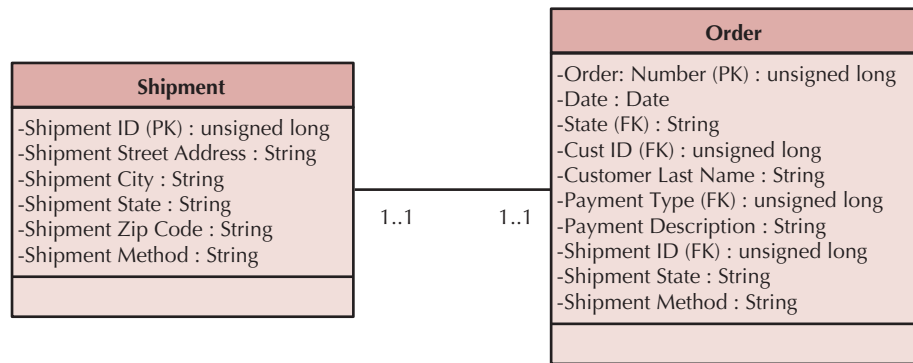 Shipment
-Shipment ID (PK) : unsigned long
-Shipment Street Address : String
-Shipment City : String
-Shipment State : String
-Shipment Zip Code : String
-Shipment Method : String
1..1
1..1
Order
-Order: Number (PK) : unsigned long
-Date : Date
-State (FK) : String
-Cust ID (FK) : unsigned long
-Customer Last Name : String
-Payment Type (FK) : unsigned long
-Payment Description : String
-Shipment ID (FK) : unsigned long
-Shipment State : String
-Shipment Method : String